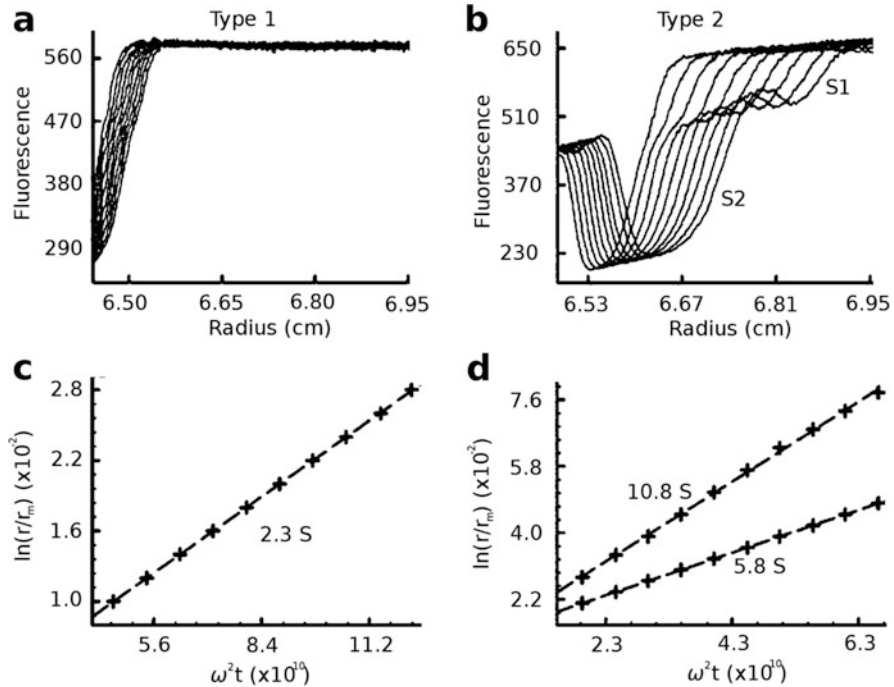 a
Type 1
Fluorescence
560
470
380
290
6.50
6.65
6.80
6.95
Radius (cm)
b
Type 2
Fluorescence
650
510
370
230
S1
S2
6.53
6.67
6.81
6.95
Radius (cm)
c
ln(r/rₘ) (x10⁻²)
2.8
2.2
1.6
1.0
2.3 S
5.6
8.4
11.2
ω²t (x10¹⁰)
d
ln(r/rₘ) (x10⁻²)
7.6
5.8
4.0
2.2
10.8 S
5.8 S
2.3
4.3
6.3
ω²t (x10¹⁰)